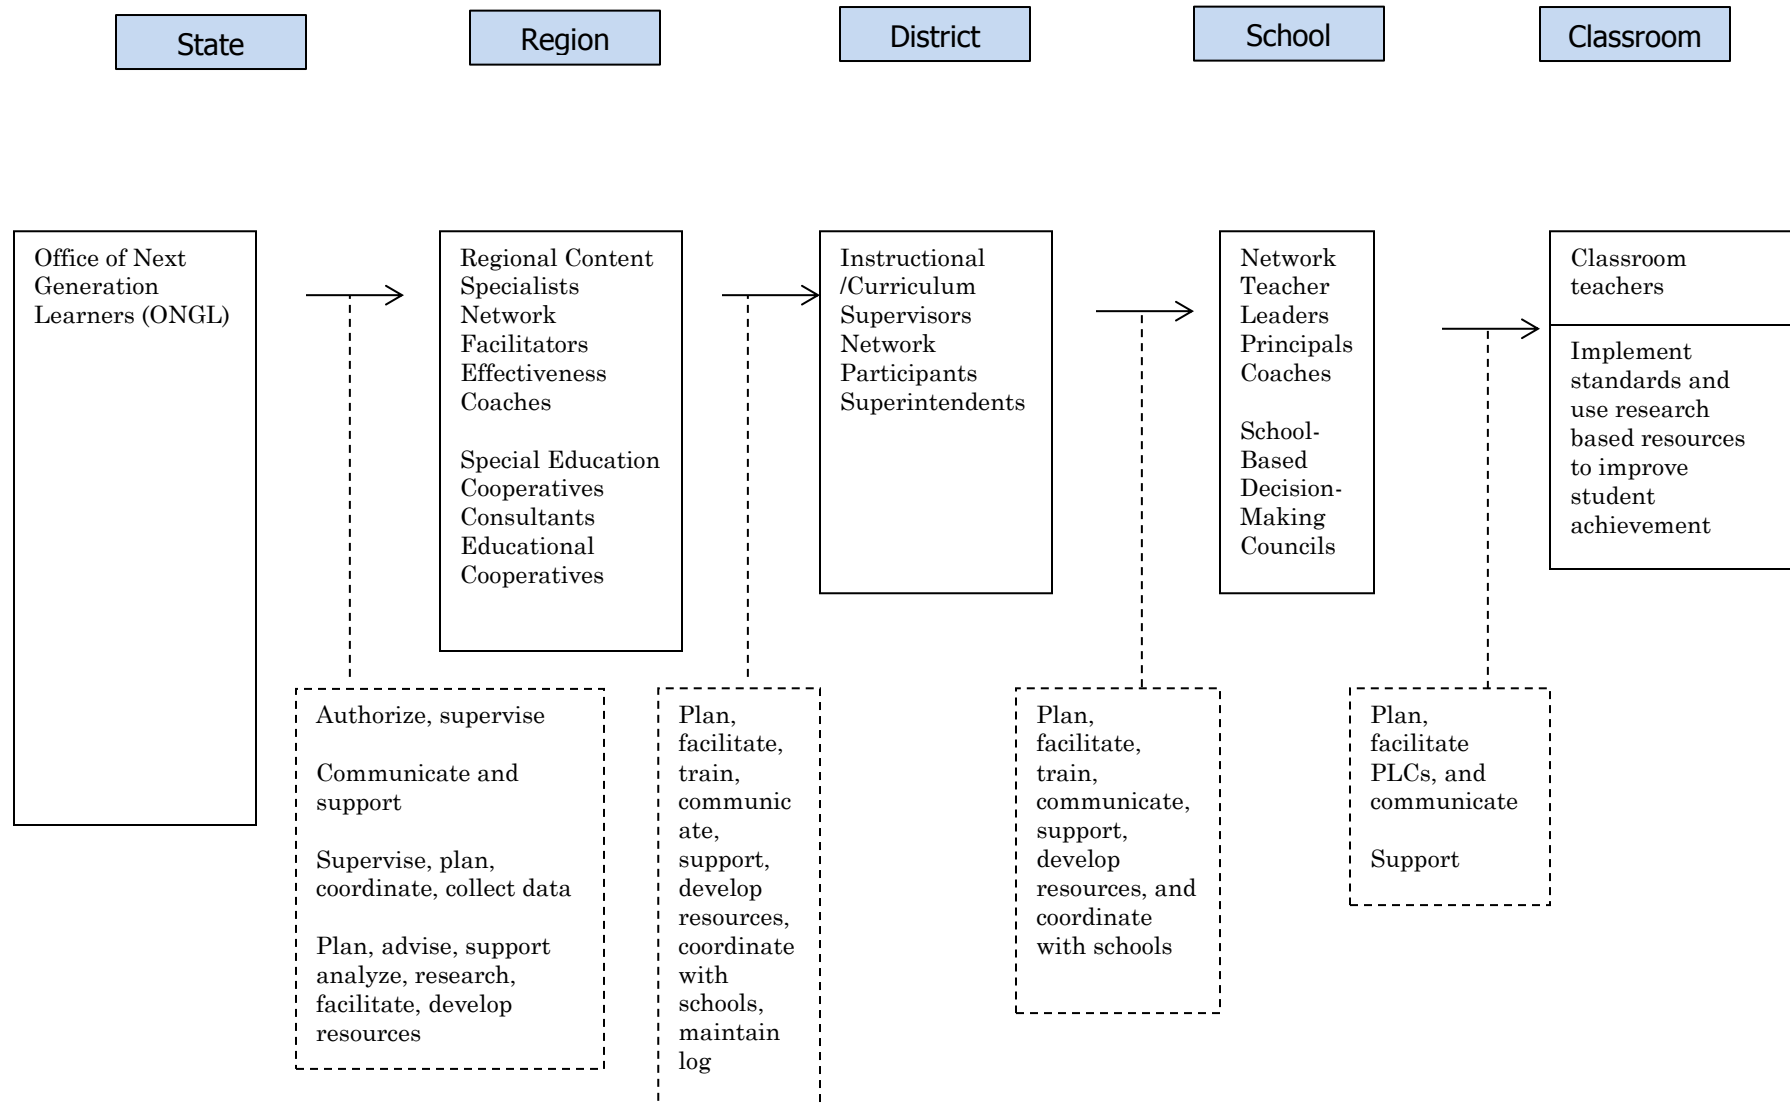 State
Region
District
School
Classroom
Office of Next
Generation
Learners (ONGL)
Regional Content
Specialists
Network
Facilitators
Effectiveness
Coaches
Special Education
Cooperatives
Consultants
Educational
Cooperatives
Instructional
/Curriculum
Supervisors
Network
Participants
Superintendents
Network
Teacher
Leaders
Principals
Coaches
School-
Based
Decision-
Making
Councils
Classroom
teachers
Implement
standards and
use research
based resources
to improve
student
achievement
Authorize, supervise
Communicate and
support
Supervise, plan,
coordinate, collect data
Plan, advise, support
analyze, research,
facilitate, develop
resources
Plan,
facilitate,
train,
communic
ate,
support,
develop
resources,
coordinate
with
schools,
maintain
log
Plan,
facilitate,
train,
communicate,
support,
develop
resources, and
coordinate
with schools
Plan,
facilitate
PLCs, and
communicate
Support